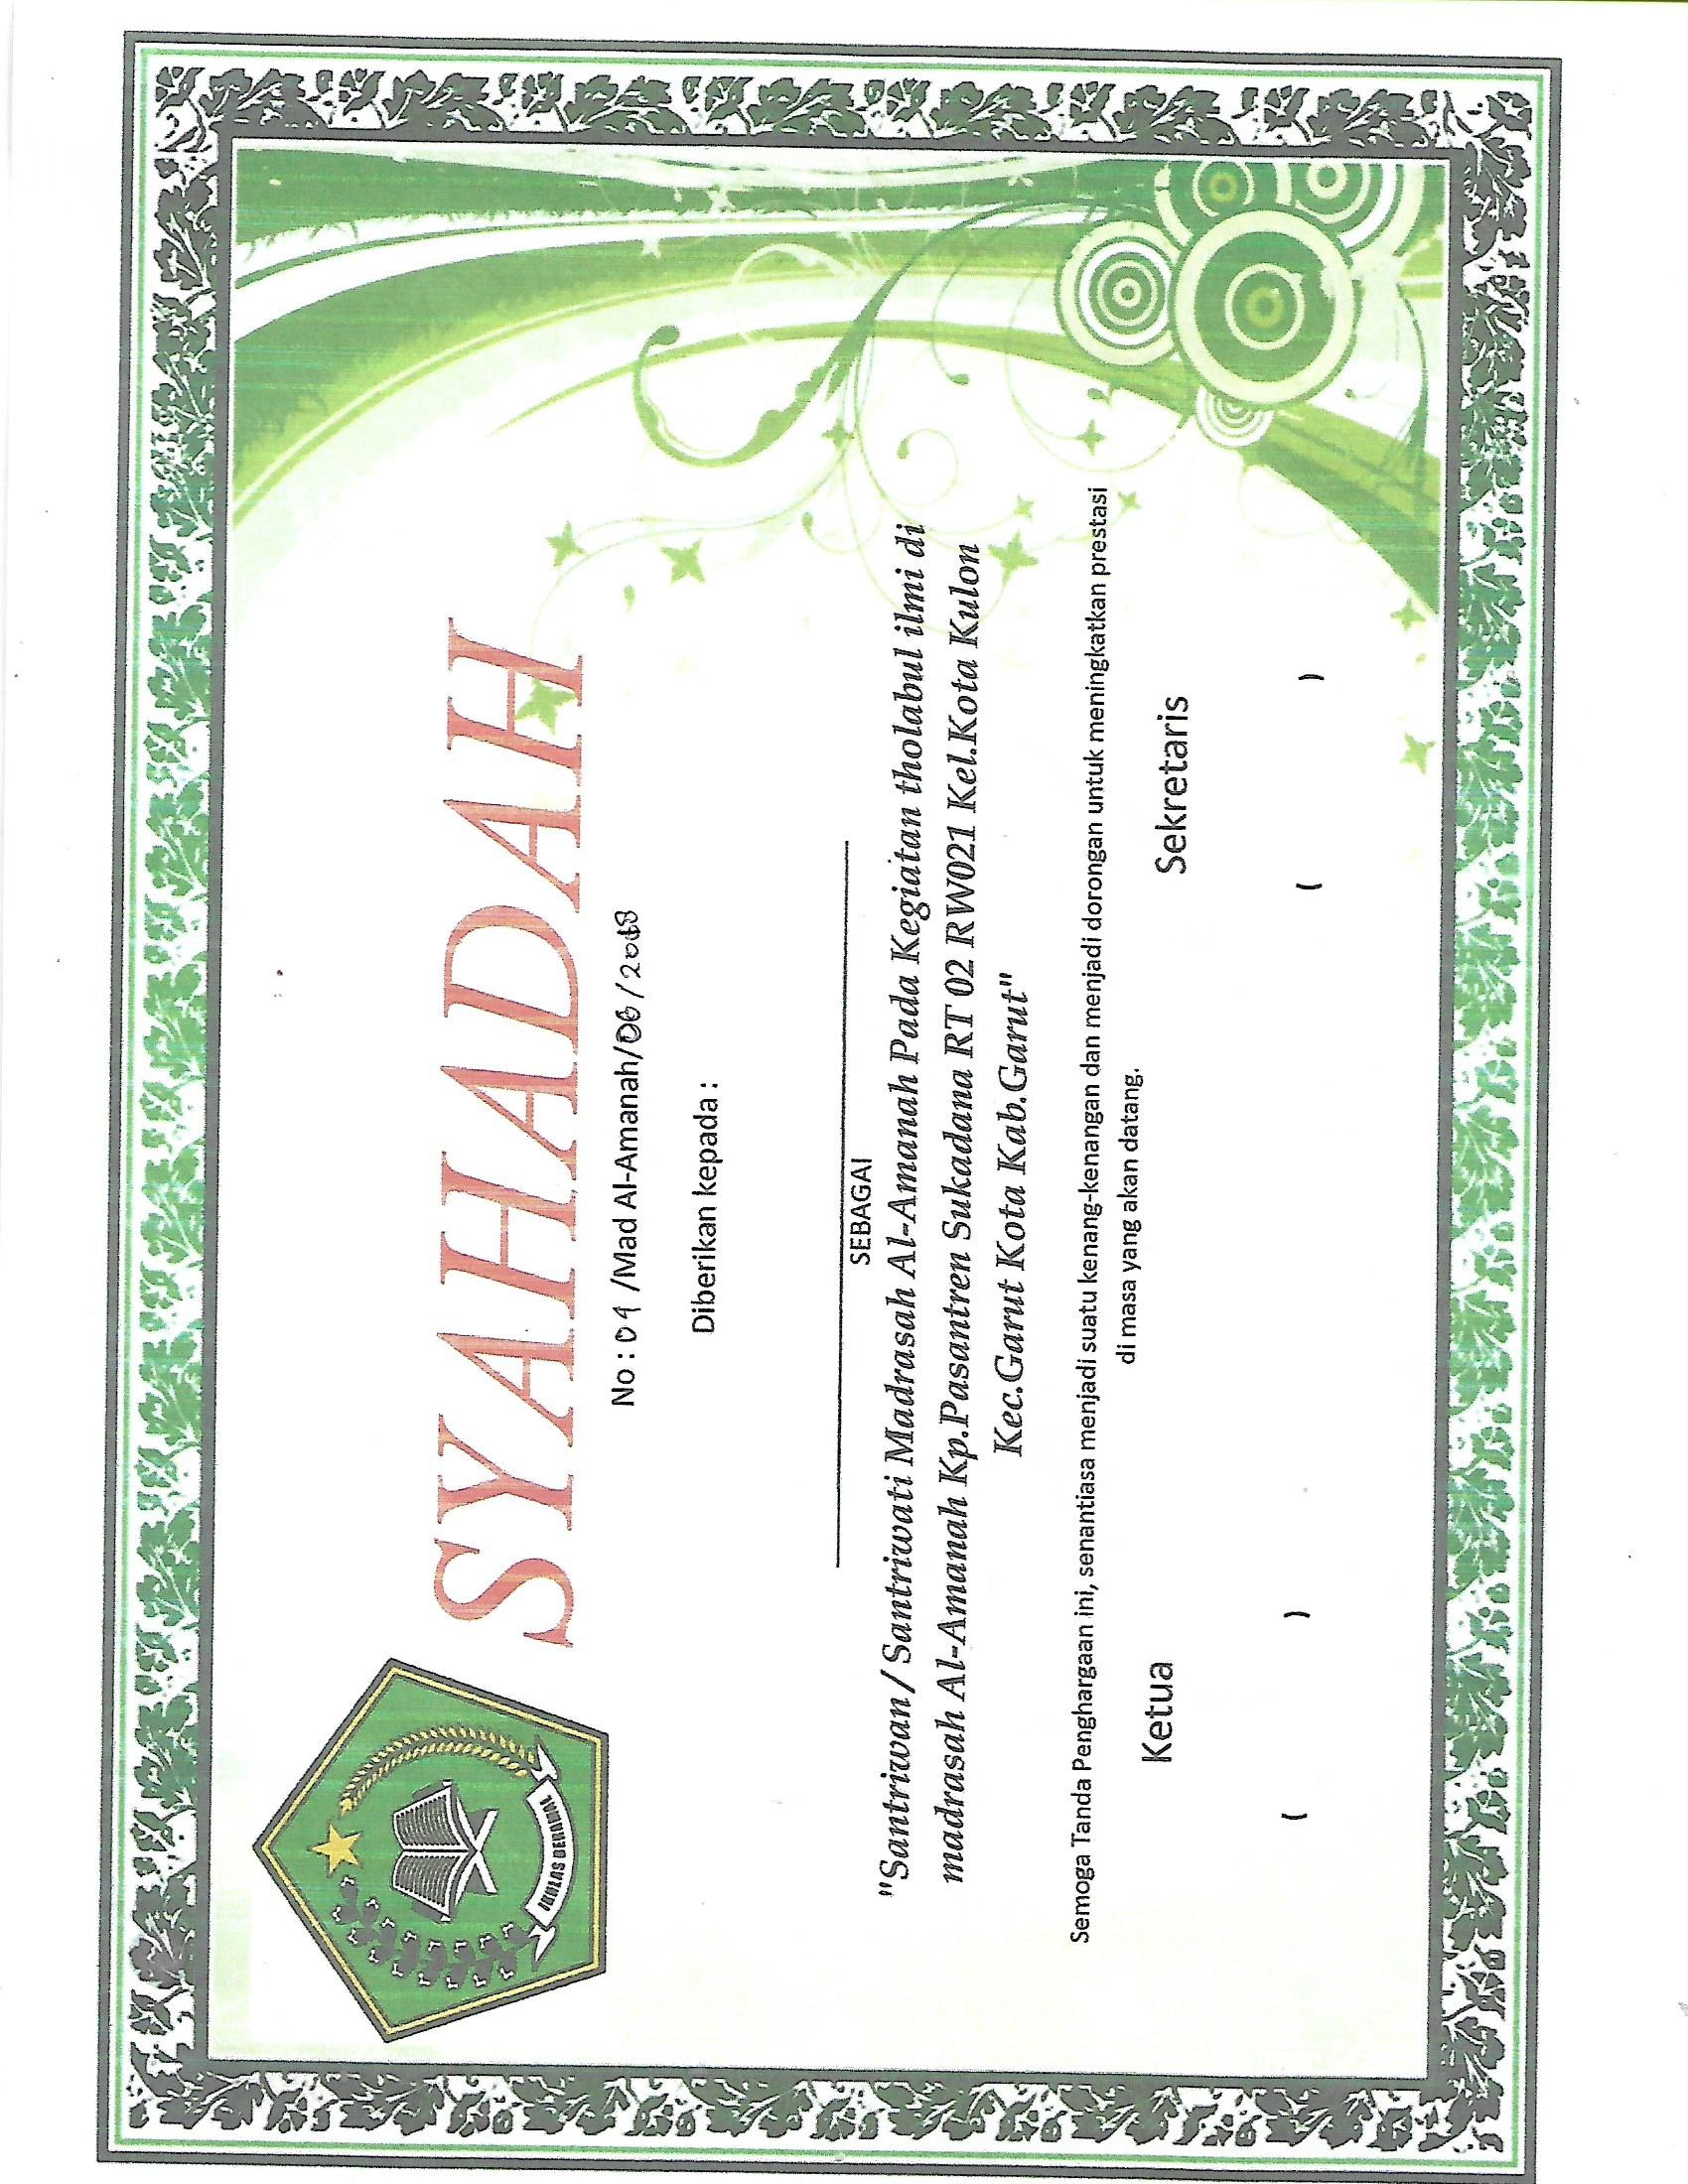 IKHLAS BERAMAL
SYAHADAH
No : 09 /Mad Al-Amanah/06/2018
Diberikan kepada :
SEBAGAI
"Santriwan / Santriwati Madrasah Al-Amanah Pada Kegiatan tholabul ilmi di
madrasah Al-Amanah Kp.Pasantren Sukadana RT 02 RW021 Kel.Kota Kulon
Kec.Garut Kota Kab.Garut"
Semoga Tanda Penghargaan ini, senantiasa menjadi suatu kenang-kenangan dan menjadi dorongan untuk meningkatkan prestasi
di masa yang akan datang.
Ketua Sekretaris
( ) ( )